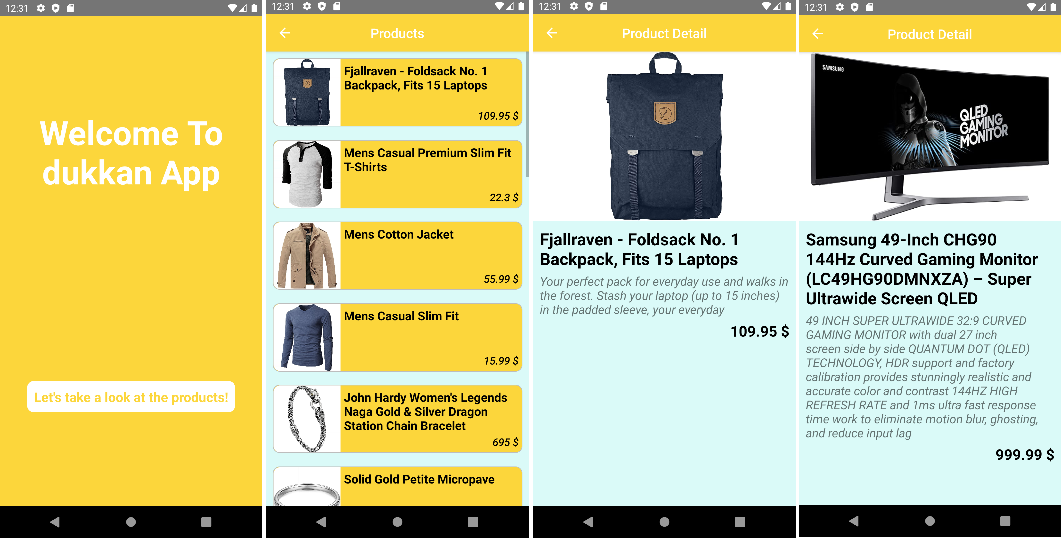 12:31
Welcome To
dukkan App
Let's take a look at the products!
12:31
Products
Fjallraven - Foldsack No. 1
Backpack, Fits 15 Laptops
109.95 $
Mens Casual Premium Slim Fit
T-Shirts
22.3 $
Mens Cotton Jacket
55.99 $
Mens Casual Slim Fit
15.99 $
John Hardy Women's Legends
Naga Gold & Silver Dragon
Station Chain Bracelet
695 $
Solid Gold Petite Micropave
12:31
Product Detail
Fjallraven - Foldsack No. 1
Backpack, Fits 15 Laptops
Your perfect pack for everyday use and walks in
the forest. Stash your laptop (up to 15 inches)
in the padded sleeve, your everyday
109.95 $
12:31
Product Detail
SAMSUNG
QLED
GAMING
MONITOR
Samsung 49-Inch CHG90
144Hz Curved Gaming Monitor
(LC49HG90DMNXZA) – Super
Ultrawide Screen QLED
49 INCH SUPER ULTRAWIDE 32:9 CURVED
GAMING MONITOR with dual 27 inch
screen side by side QUANTUM DOT (QLED)
TECHNOLOGY, HDR support and factory
calibration provides stunningly realistic and
accurate color and contrast 144HZ HIGH
REFRESH RATE and 1ms ultra fast response
time work to eliminate motion blur, ghosting,
and reduce input lag
999.99 $